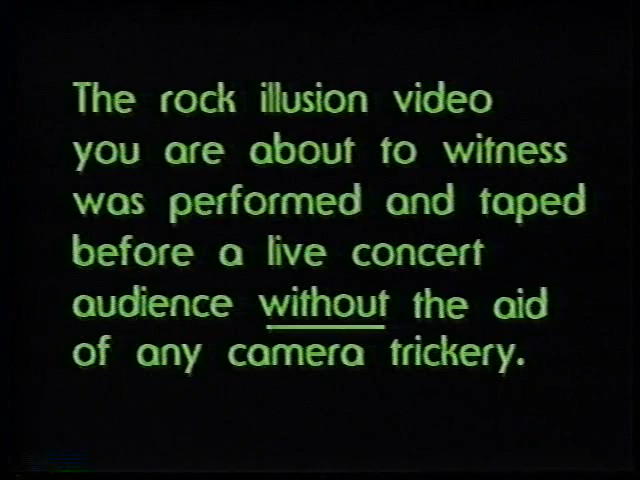 The rock illusion video
you are about to witness
was performed and taped
before a live concert
audience without the aid
of any camera trickery.